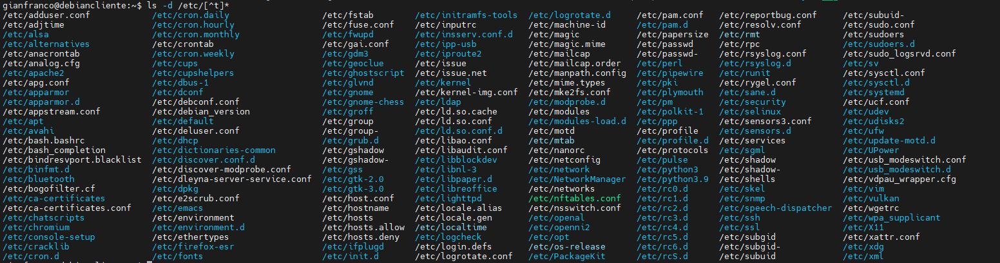 gianfranco@debiancliente:~$ ls -d /etc/[^t]*
/etc/adduser.conf /etc/cron.daily /etc/fstab /etc/initramfs-tools /etc/logrotate.d /etc/pam.conf /etc/reportbug.conf /etc/subuid-
/etc/adjtime /etc/cron.hourly /etc/fuse.conf /etc/inputrc /etc/machine-id /etc/pam.d /etc/resolv.conf /etc/sudo.conf
/etc/alsa /etc/cron.monthly /etc/fwupd /etc/insserv.conf.d /etc/magic /etc/papersize /etc/rmt /etc/sudoers
/etc/alternatives /etc/crontab /etc/gai.conf /etc/ipp-usb /etc/magic.mime /etc/passwd /etc/rpc /etc/sudoers.d
/etc/anacrontab /etc/cron.weekly /etc/gdm3 /etc/iproute2 /etc/mailcap /etc/passwd- /etc/rsyslog.conf /etc/sudo_logsrvd.conf
/etc/analog.cfg /etc/cups /etc/geoclue /etc/issue /etc/mailcap.order /etc/perl /etc/rsyslog.d /etc/sv
/etc/apache2 /etc/cupshelpers /etc/ghostscript /etc/issue.net /etc/manpath.config /etc/pipewire /etc/runit /etc/sysctl.conf
/etc/apg.conf /etc/dbus-1 /etc/glvnd /etc/kernel /etc/mime.types /etc/pki /etc/rygel.conf /etc/sysctl.d
/etc/apparmor /etc/dconf /etc/gnome /etc/kernel-img.conf /etc/mke2fs.conf /etc/plymouth /etc/sane.d /etc/systemd
/etc/apparmor.d /etc/debconf.conf /etc/gnome-chess /etc/ldap /etc/modprobe.d /etc/pm /etc/security /etc/ucf.conf
/etc/appstream.conf /etc/debian_version /etc/groff /etc/ld.so.cache /etc/modules /etc/polkit-1 /etc/selinux /etc/udev
/etc/apt /etc/default /etc/group /etc/ld.so.conf /etc/modules-load.d /etc/ppp /etc/sensors3.conf /etc/udisks2
/etc/avahi /etc/deluser.conf /etc/group- /etc/ld.so.conf.d /etc/motd /etc/profile /etc/sensors.d /etc/ufw
/etc/bash.bashrc /etc/dhcp /etc/grub.d /etc/libao.conf /etc/mtab /etc/profile.d /etc/services /etc/update-motd.d
/etc/bash_completion /etc/dictionaries-common /etc/gshadow /etc/libaudit.conf /etc/nanorc /etc/protocols /etc/sgml /etc/UPower
/etc/bindresvport.blacklist /etc/discover.conf.d /etc/gshadow- /etc/libblockdev /etc/netconfig /etc/pulse /etc/shadow /etc/usb_modeswitch.conf
/etc/binfmt.d /etc/discover-modprobe.conf /etc/gss /etc/libnl-3 /etc/network /etc/python3 /etc/shadow- /etc/usb_modeswitch.d
/etc/bluetooth /etc/dleyna-server-service.conf /etc/gtk-2.0 /etc/libpaper.d /etc/NetworkManager /etc/python3.9 /etc/shells /etc/vdpau_wrapper.cfg
/etc/bogofilter.cf /etc/dpkg /etc/gtk-3.0 /etc/libreoffice /etc/networks /etc/rc0.d /etc/skel /etc/vim
/etc/ca-certificates /etc/e2scrub.conf /etc/host.conf /etc/lighttpd /etc/nftables.conf /etc/rc1.d /etc/snmp /etc/vulkan
/etc/ca-certificates.conf /etc/emacs /etc/hostname /etc/locale.alias /etc/nsswitch.conf /etc/rc2.d /etc/speech-dispatcher /etc/wgetrc
/etc/chatscripts /etc/environment /etc/hosts /etc/locale.gen /etc/openal /etc/rc3.d /etc/ssh /etc/wpa_supplicant
/etc/chromium /etc/environment.d /etc/hosts.allow /etc/localtime /etc/openni2 /etc/rc4.d /etc/ssl /etc/X11
/etc/console-setup /etc/ethertypes /etc/hosts.deny /etc/logcheck /etc/opt /etc/rc5.d /etc/subgid /etc/xattr.conf
/etc/cracklib /etc/firefox-esr /etc/ifplugd /etc/login.defs /etc/os-release /etc/rc6.d /etc/subgid- /etc/xdg
/etc/cron.d /etc/fonts /etc/init.d /etc/logrotate.conf /etc/PackageKit /etc/rcS.d /etc/subuid /etc/xml